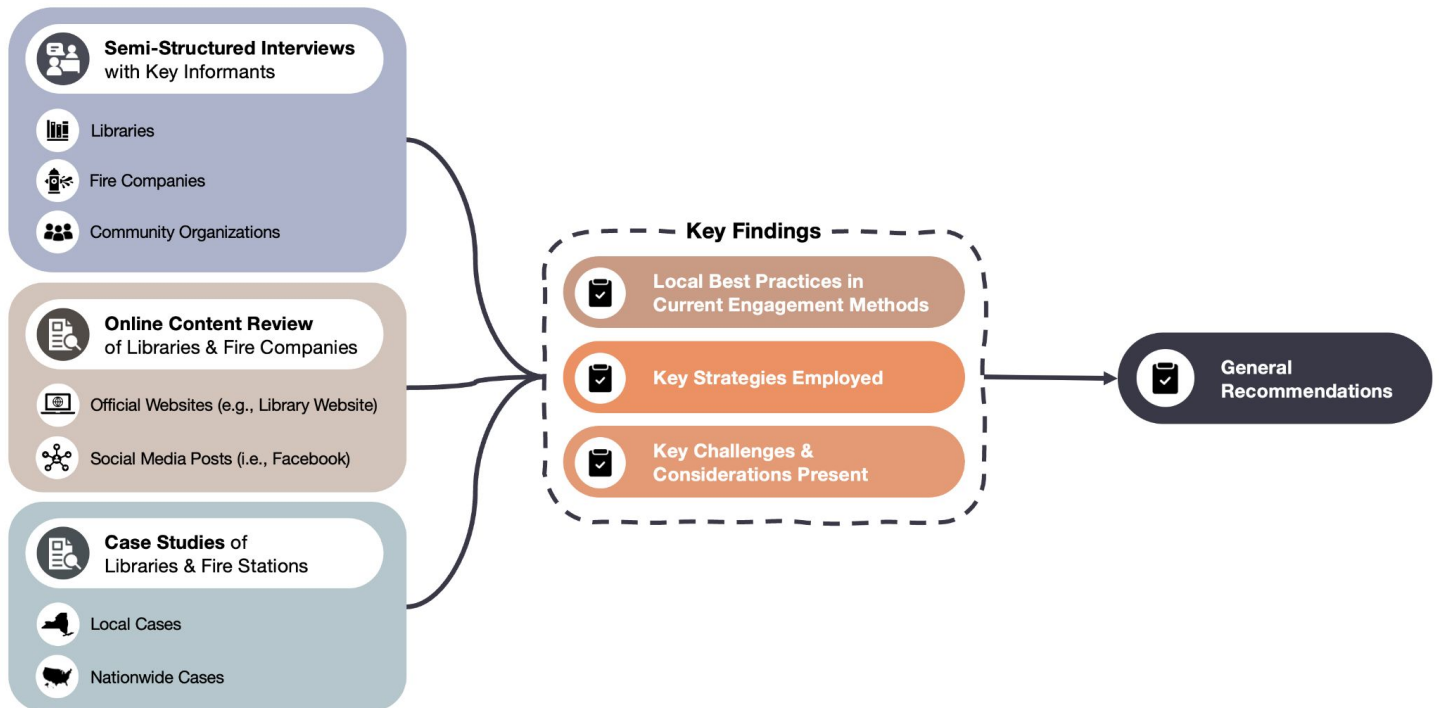 Semi-Structured Interviews
with Key Informants
Libraries
Fire Companies
Community Organizations
Online Content Review
of Libraries & Fire Companies
Official Websites (e.g., Library Website)
Social Media Posts (i.e., Facebook)
Case Studies of
Libraries & Fire Stations
Local Cases
Nationwide Cases
Key Findings
Local Best Practices in
Current Engagement Methods
Key Strategies Employed
Key Challenges &
Considerations Present
General
Recommendations